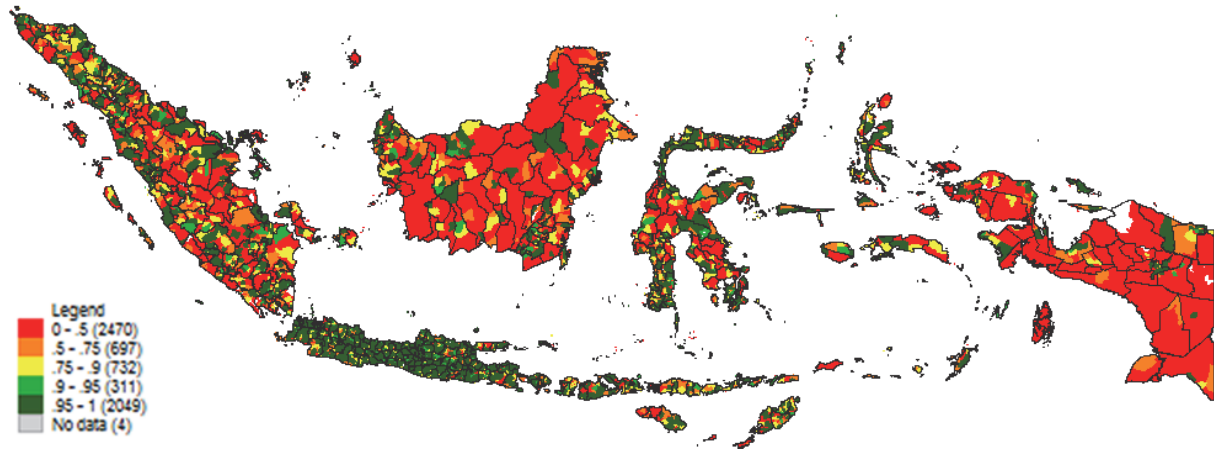 Legend
0 - .5 (2470)
.5 - .75 (697)
.75 - .9 (732)
.9 - .95 (311)
.95 - 1 (2049)
No data (4)